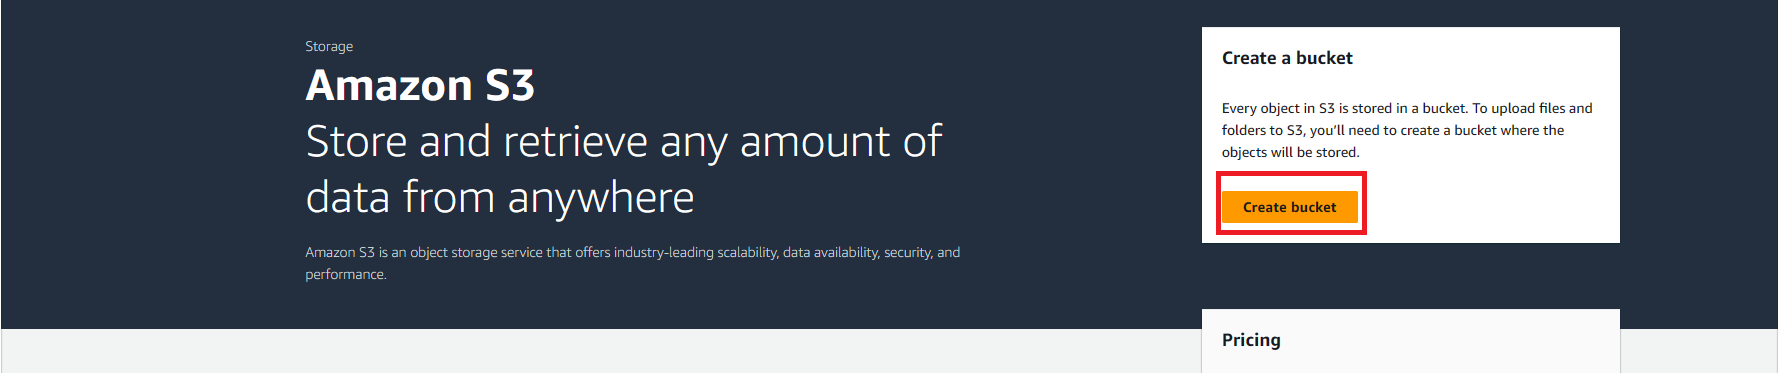 Storage
Amazon S3
Store and retrieve any amount of
data from anywhere
Amazon S3 is an object storage service that offers industry-leading scalability, data availability, security, and
performance.
Create a bucket
Every object in S3 is stored in a bucket. To upload files and
folders to S3, you’ll need to create a bucket where the
objects will be stored.
Create bucket
Pricing